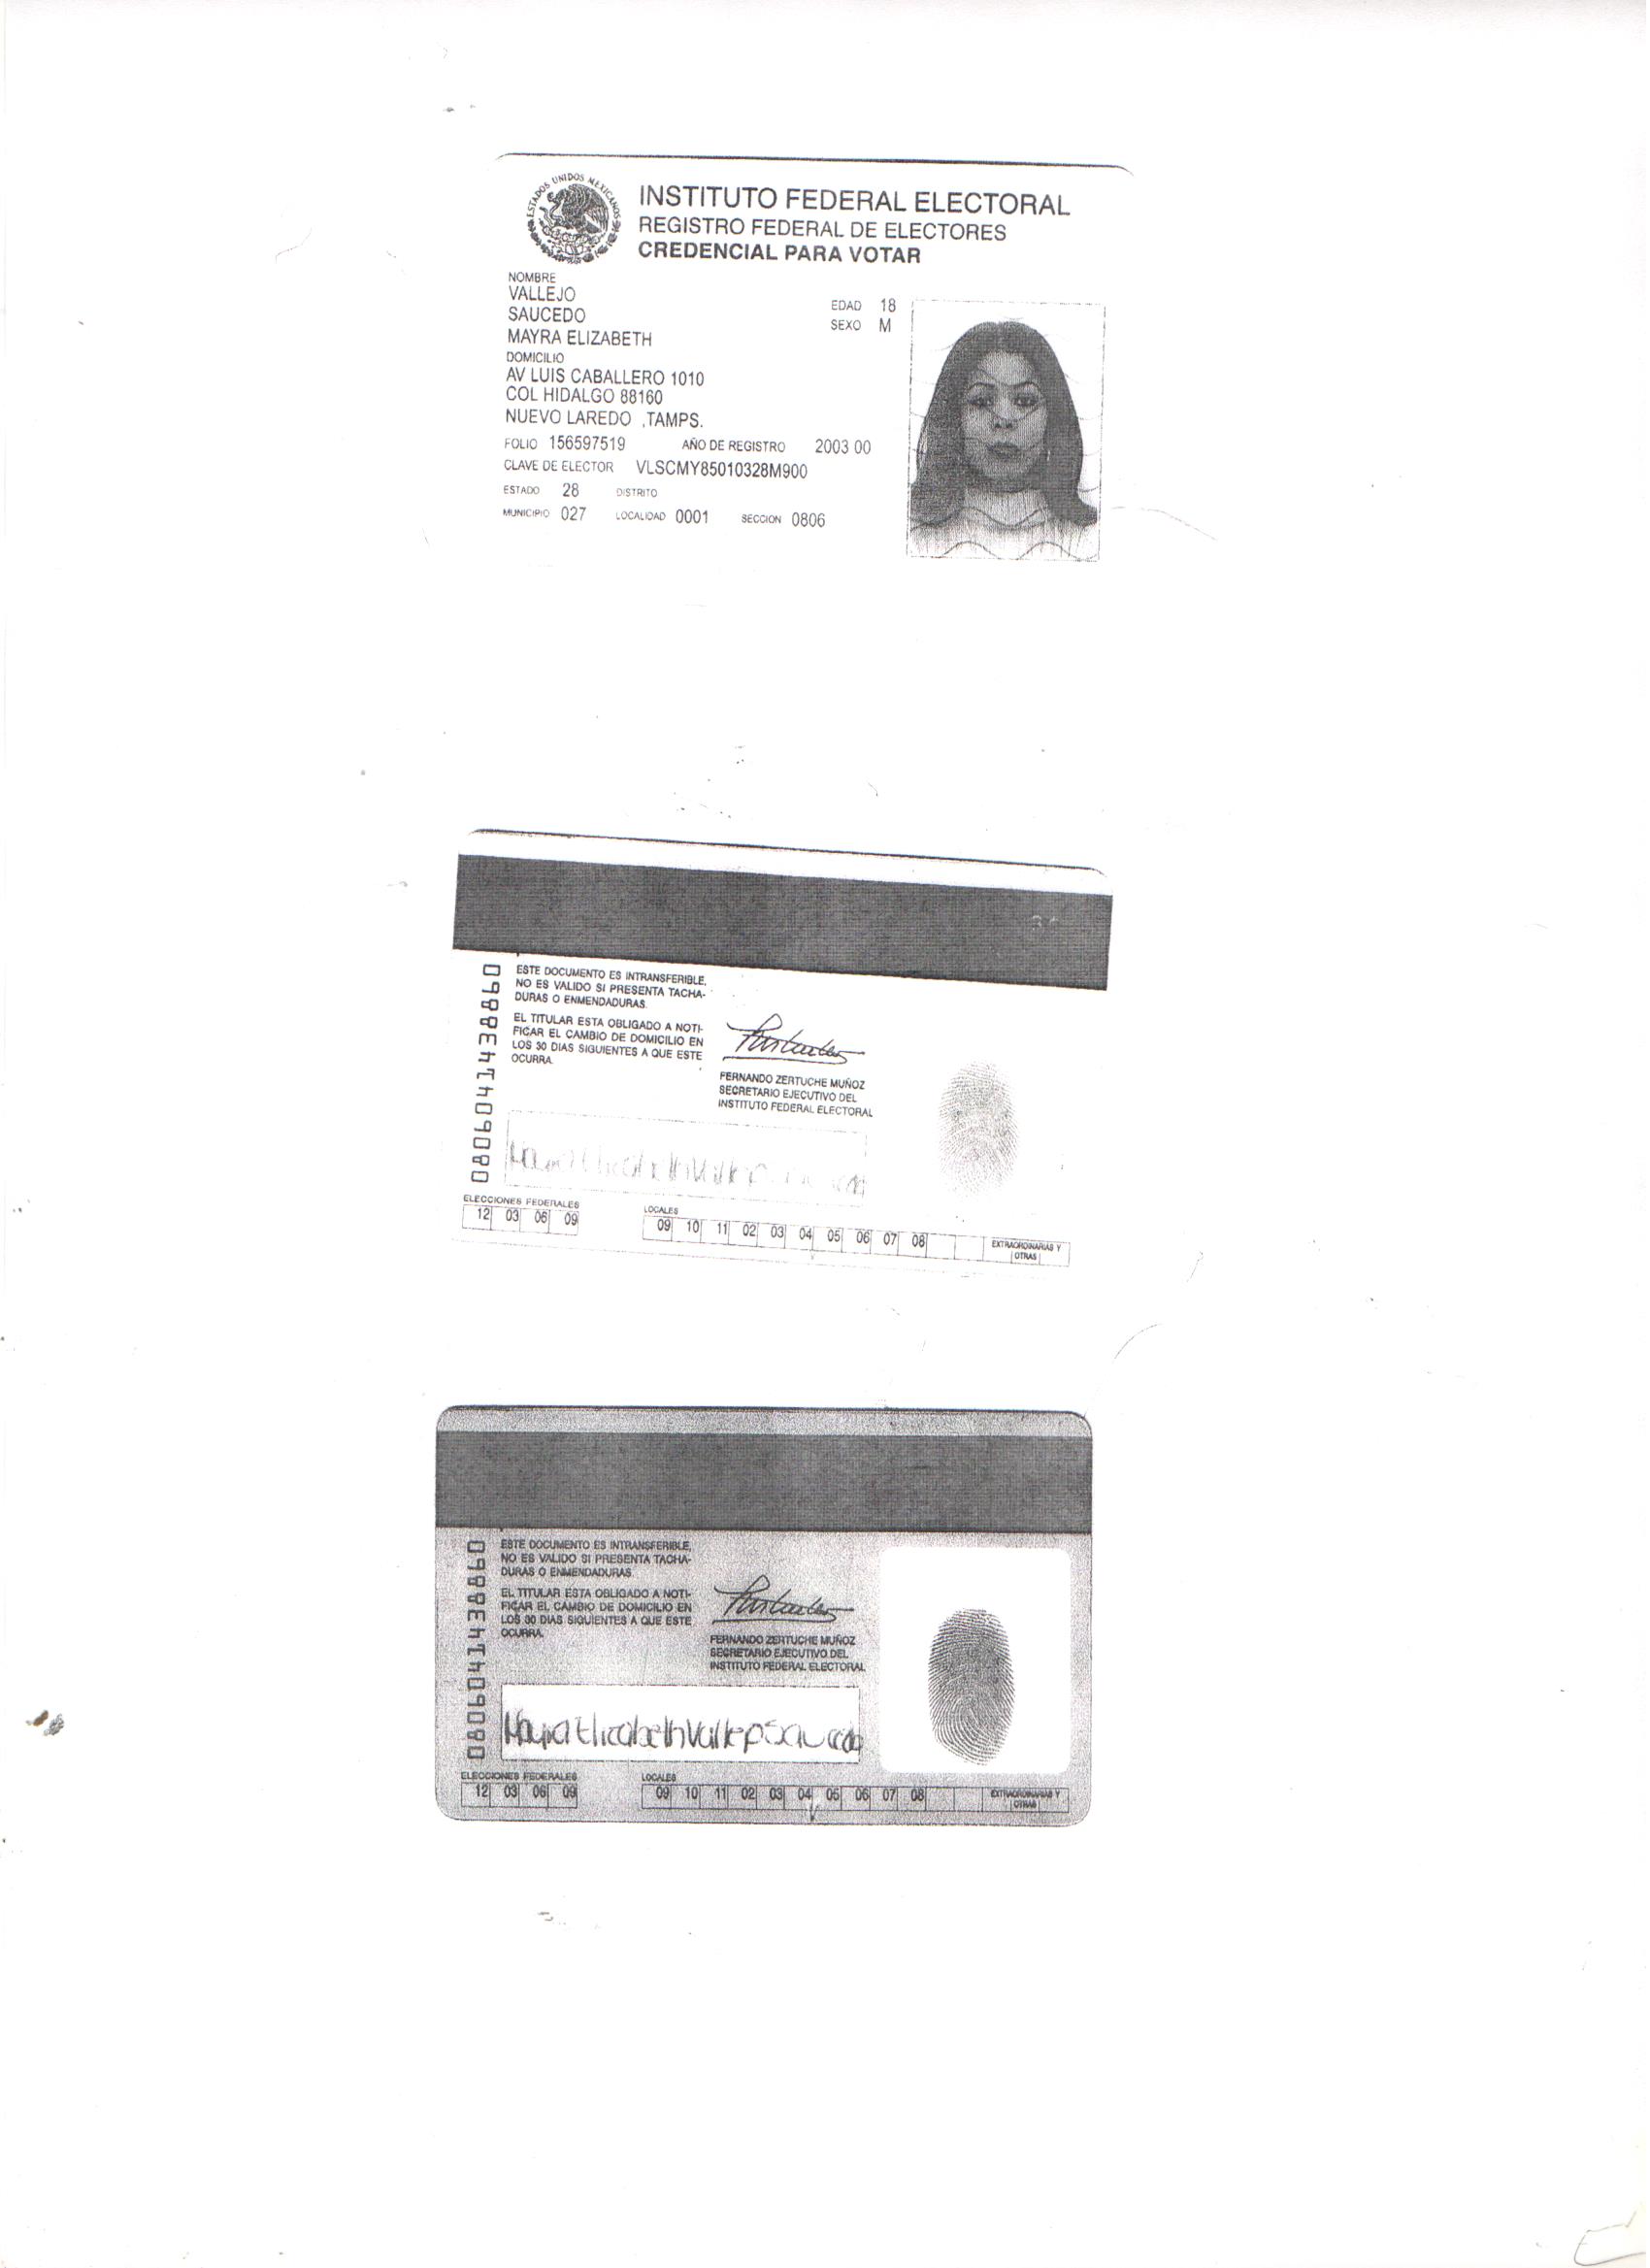 ESTADOS UNIDOS MEXICANOS
INSTITUTO FEDERAL ELECTORAL
REGISTRO FEDERAL DE ELECTORES
CREDENCIAL PARA VOTAR
NOMBRE
VALLEJO
SAUCEDO
MAYRA ELIZABETH
EDAD 18
SEXO M
DOMICILIO
AV LUIS CABALLERO 1010
COL HIDALGO 88160
NUEVO LAREDO ,TAMPS.
FOLIO 156597519 AÑO DE REGISTRO 2003 00
CLAVE DE ELECTOR VLSCMY85010328M900
ESTADO 28 DISTRITO
MUNICIPIO 027 LOCALIDAD 0001 SECCION 0806
0806041438860
ESTE DOCUMENTO ES INTRANSFERIBLE,
NO ES VALIDO SI PRESENTA TACHA-
DURAS O ENMENDADURAS.
EL TITULAR ESTA OBLIGADO A NOTI-
FICAR EL CAMBIO DE DOMICILIO EN
LOS 30 DIAS SIGUIENTES A QUE ESTE
OCURRA.
FERNANDO ZERTUCHE MUÑOZ
SECRETARIO EJECUTIVO DEL
INSTITUTO FEDERAL ELECTORAL
ELECCIONES FEDERALES
12 03 06 09
LOCALES
09 10 11 02 03 04 05 06 07 08
EXTRAORDINARIAS Y
OTRAS
0806041438860
ESTE DOCUMENTO ES INTRANSFERIBLE,
NO ES VALIDO SI PRESENTA TACHA-
DURAS O ENMENDADURAS.
EL TITULAR ESTA OBLIGADO A NOTI-
FICAR EL CAMBIO DE DOMICILIO EN
LOS 30 DIAS SIGUIENTES A QUE ESTE
OCURRA.
FERNANDO ZERTUCHE MUÑOZ
SECRETARIO EJECUTIVO DEL
INSTITUTO FEDERAL ELECTORAL
Mayra Elizabeth Vallejo Saucedo
ELECCIONES FEDERALES
12 03 06 09
LOCALES
09 10 11 02 03 04 05 06 07 08
EXTRAORDINARIAS Y
OTRAS